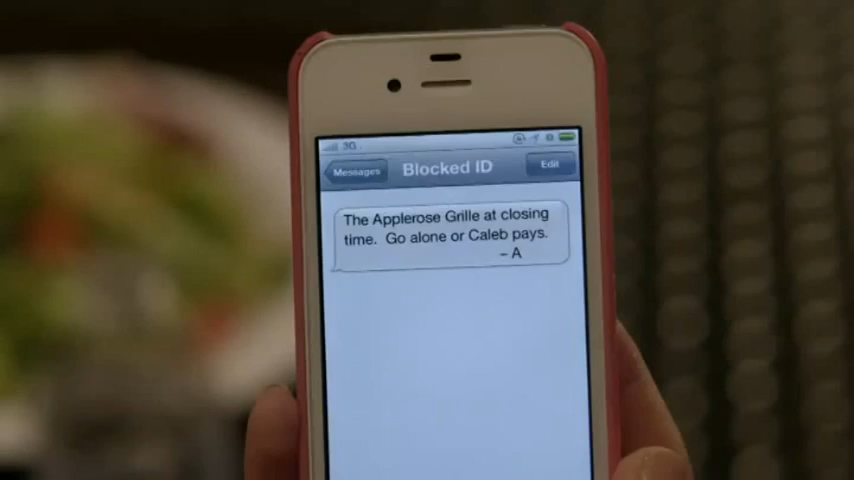 3G
Messages
Blocked ID
Edit
The Applerose Grille at closing
time.  Go alone or Caleb pays.
– A